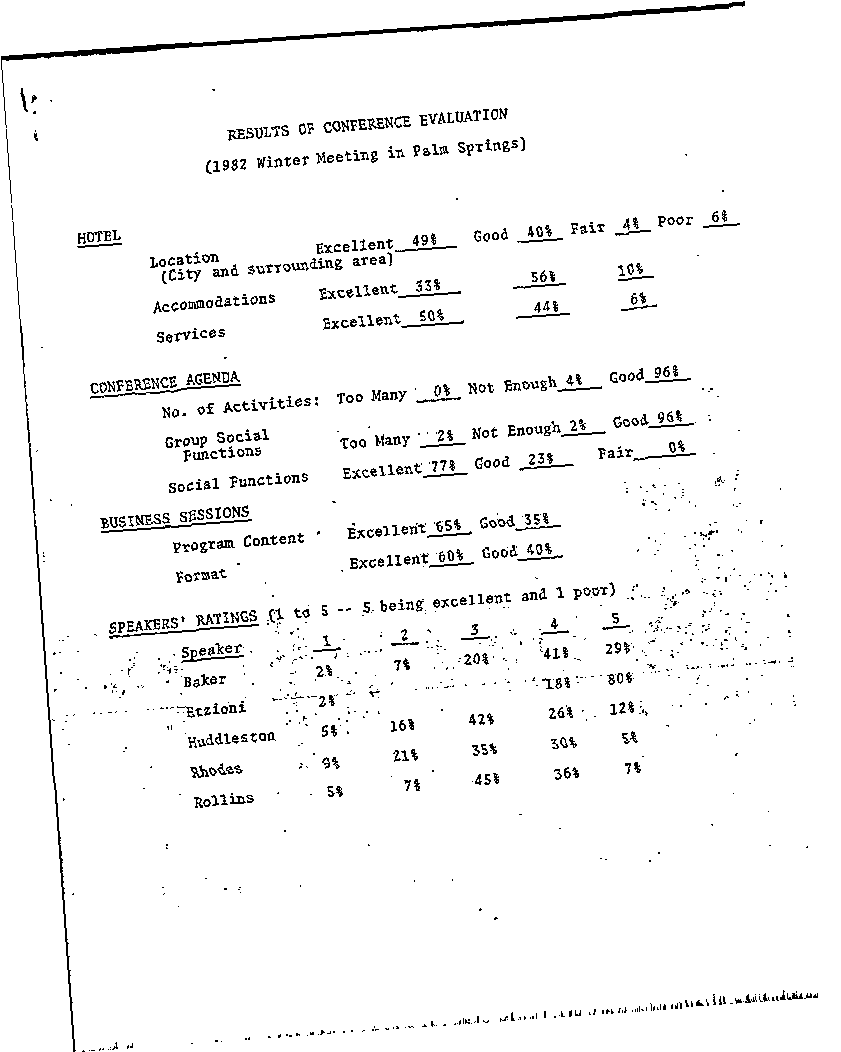 RESULTS OF CONFERENCE EVALUATION
(1982 Winter Meeting in Palm Springs)
HOTEL
Location Excellent 49% Good 40% Fair 4% Poor 6%
(City and surrounding area)
Accommodations Excellent 33% 56% 10%
Services Excellent 50% 44% 6%
CONFERENCE AGENDA
No. of Activities: Too Many 0% Not Enough 4% Good 96%
Group Social Too Many 2% Not Enough 2% Good 96%
Functions
Social Functions Excellent 77% Good 23% Fair 0%
BUSINESS SESSIONS
Program Content Excellent 65% Good 35%
Format Excellent 60% Good 40%
SPEAKERS' RATINGS (1 to 5 -- 5 being excellent and 1 poor)
Speaker 1 2 3 4 5
Baker 2% 7% 20% 41% 29%
Etzioni 2% 18% 80%
Huddleston 5% 16% 42% 26% 12%
Rhodes 9% 21% 35% 30% 5%
Rollins 5% 7% 45% 36% 7%